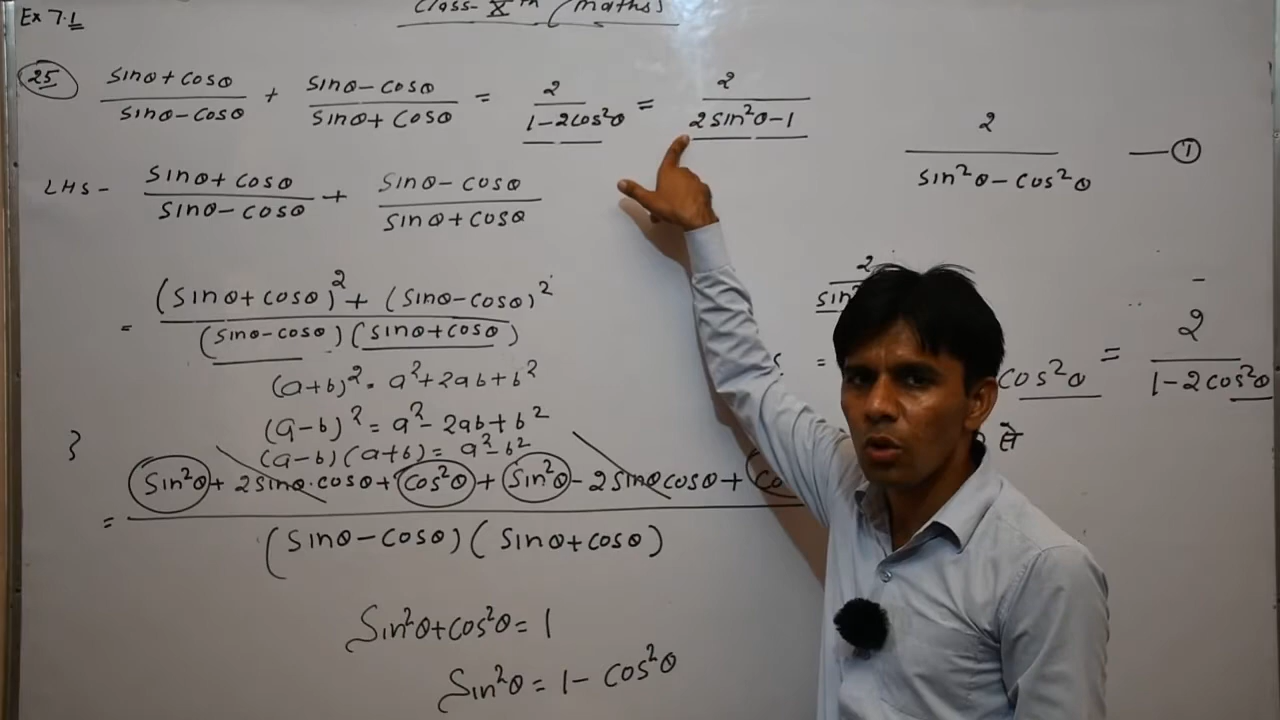 Ex 7.1
Class- Xth (Maths)
25 sinθ+cosθ / sinθ-cosθ + sinθ-cosθ / sinθ+cosθ = 2 / 1-2cos²θ = 2 / 2sin²θ-1
LHS- sinθ+cosθ / sinθ-cosθ + sinθ-cosθ / sinθ+cosθ
= (sinθ+cosθ)²+(sinθ-cosθ)² / (sinθ-cosθ)(sinθ+cosθ)
(a+b)²=a²+2ab+b²
(a-b)²=a²-2ab+b²
(a-b)(a+b)=a²-b²
= sin²θ+2sinθ.cosθ+cos²θ+sin²θ-2sinθcosθ+ / (sinθ-cosθ)(sinθ+cosθ)
Sin²θ+cos²θ=1
Sin²θ=1-cos²θ
2 / sin²θ-cos²θ —①
2
=
cos²θ = 2 / 1-2cos²θ
से